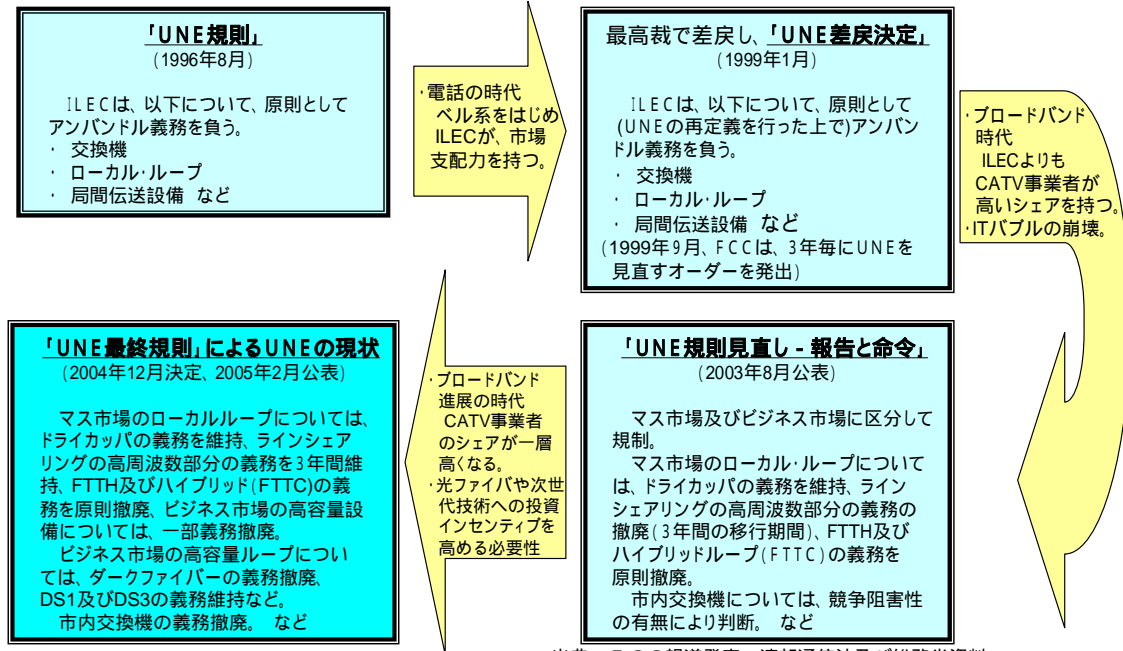 「UNE規則」
(1996年8月)
ILECは、以下について、原則として
アンバンドル義務を負う。
・ 交換機
・ ローカル・ループ
・ 局間伝送設備 など
・電話の時代
ベル系をはじめ
ILECが、市場
支配力を持つ。
最高裁で差戻し、「UNE差戻決定」
(1999年1月)
ILECは、以下について、原則として
(UNEの再定義を行った上で)アンバン
ドル義務を負う。
・ 交換機
・ ローカル・ループ
・ 局間伝送設備 など
(1999年9月、FCCは、3年毎にUNEを
見直すオーダーを発出)
・ブロードバンド
時代
ILECよりも
CATV事業者が
高いシェアを持つ。
・ITバブルの崩壊。
「UNE規則見直し - 報告と命令」
(2003年8月公表)
マス市場及びビジネス市場に区分して
規制。
マス市場のローカル・ループについて
は、ドライカッパの義務を維持、ライン
シェアリングの高周波数部分の義務の
撤廃(3年間の移行期間)、FTTH及び
ハイブリッドループ(FTTC)の義務を
原則撤廃。
市内交換機については、競争阻害性
の有無により判断。 など
・ブロードバンド
進展の時代
CATV事業者
のシェアが一層
高くなる。
・光ファイバや次世
代技術への投資
インセンティブを
高める必要性
「UNE最終規則」によるUNEの現状
(2004年12月決定、2005年2月公表)
マス市場のローカルループについては、
ドライカッパの義務を維持、ラインシェア
リングの高周波数部分の義務を3年間維
持、FTTH及びハイブリッド(FTTC)の義
務を原則撤廃、ビジネス市場の高容量設
備については、一部義務撤廃。
ビジネス市場の高容量ループについ
ては、ダークファイバーの義務撤廃、
DS1及びDS3の義務維持など。
市内交換機の義務撤廃。 など